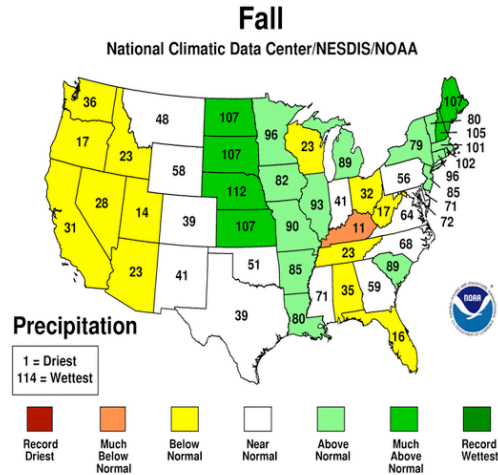 Fall
National Climatic Data Center/NESDIS/NOAA
36
48
107
96
107
80
105
101
102
96
85
71
72
17
23
58
107
23
89
79
23
28
14
39
112
82
93
41
32
56
17
64
31
107
90
11
68
23
41
51
85
23
89
39
71
35
59
80
16
NOAA
Precipitation
1 = Driest
114 = Wettest
Record
Driest
Much
Below
Normal
Below
Normal
Near
Normal
Above
Normal
Much
Above
Normal
Record
Wettest